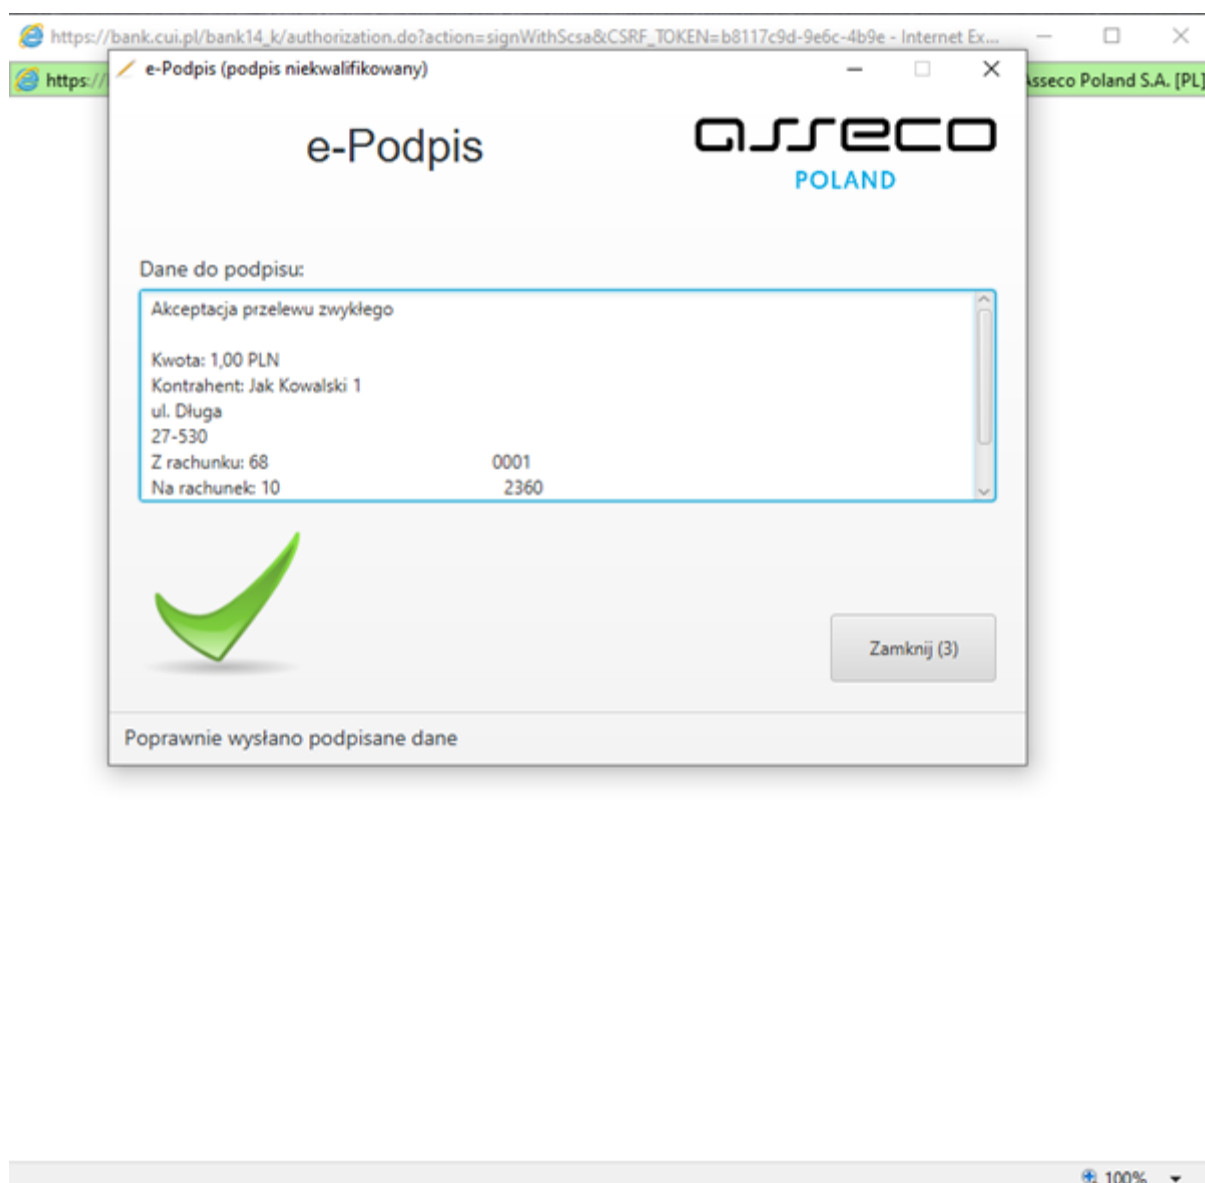 https://bank.cui.pl/bank14_k/authorization.do?action=signWithScsa&CSRF_TOKEN=b8117c9d-9e6c-4b9e - Internet Ex...
https://
Asseco Poland S.A. [PL]
e-Podpis (podpis niekwalifikowany)
e-Podpis
asseco
POLAND
Dane do podpisu:
Akceptacja przelewu zwykłego
Kwota: 1,00 PLN
Kontrahent: Jak Kowalski 1
ul. Długa
27-530
Z rachunku: 68 0001
Na rachunek: 10 2360
Zamknij (3)
Poprawnie wysłano podpisane dane
100%